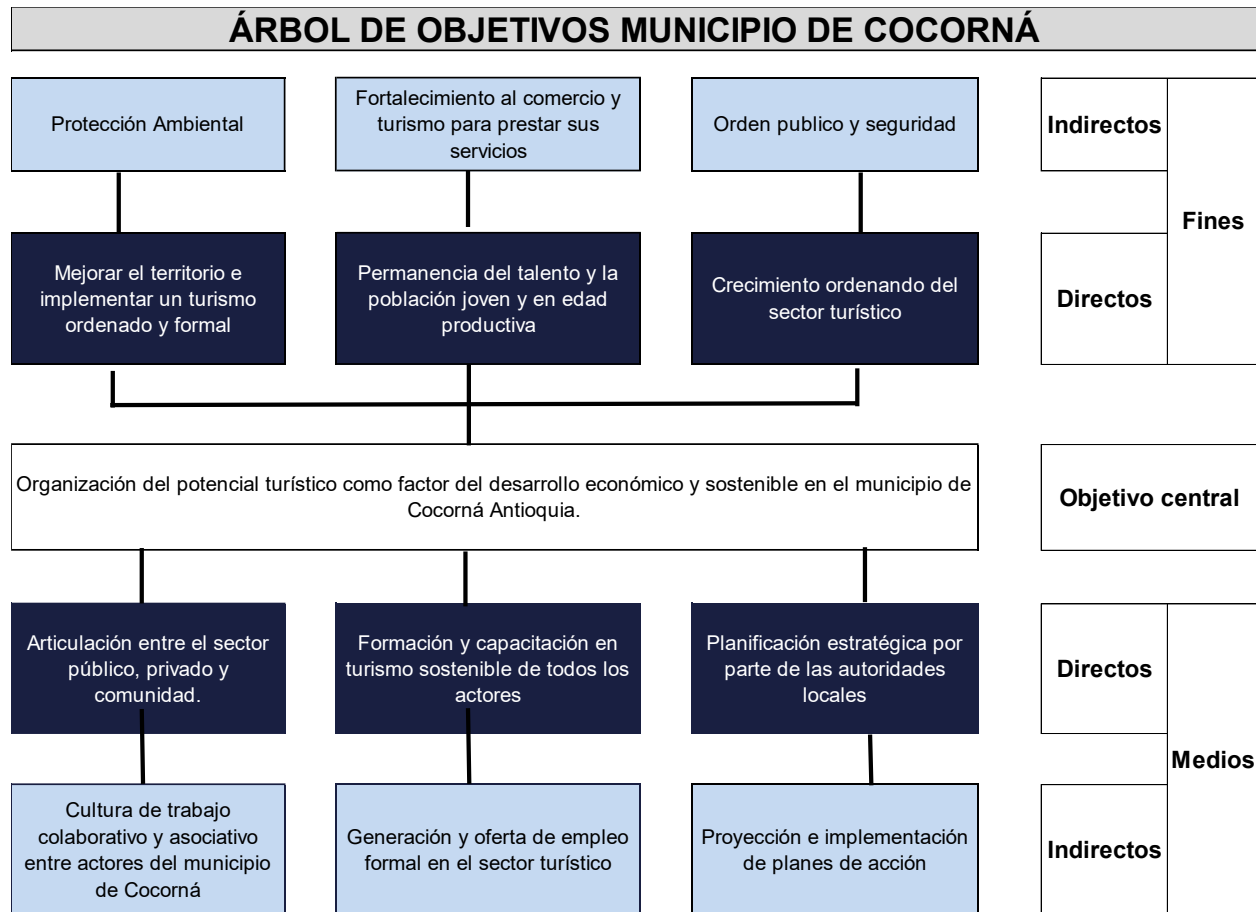 ÁRBOL DE OBJETIVOS MUNICIPIO DE COCORNÁ
Protección Ambiental
Fortalecimiento al comercio y
turismo para prestar sus
servicios
Orden publico y seguridad
Indirectos
Fines
Mejorar el territorio e
implementar un turismo
ordenado y formal
Permanencia del talento y la
población joven y en edad
productiva
Crecimiento ordenando del
sector turístico
Directos
Organización del potencial turístico como factor del desarrollo económico y sostenible en el municipio de
Cocorná Antioquia.
Objetivo central
Articulación entre el sector
público, privado y
comunidad.
Formación y capacitación en
turismo sostenible de todos los
actores
Planificación estratégica por
parte de las autoridades
locales
Directos
Medios
Cultura de trabajo
colaborativo y asociativo
entre actores del municipio
de Cocorná
Generación y oferta de empleo
formal en el sector turístico
Proyección e implementación
de planes de acción
Indirectos